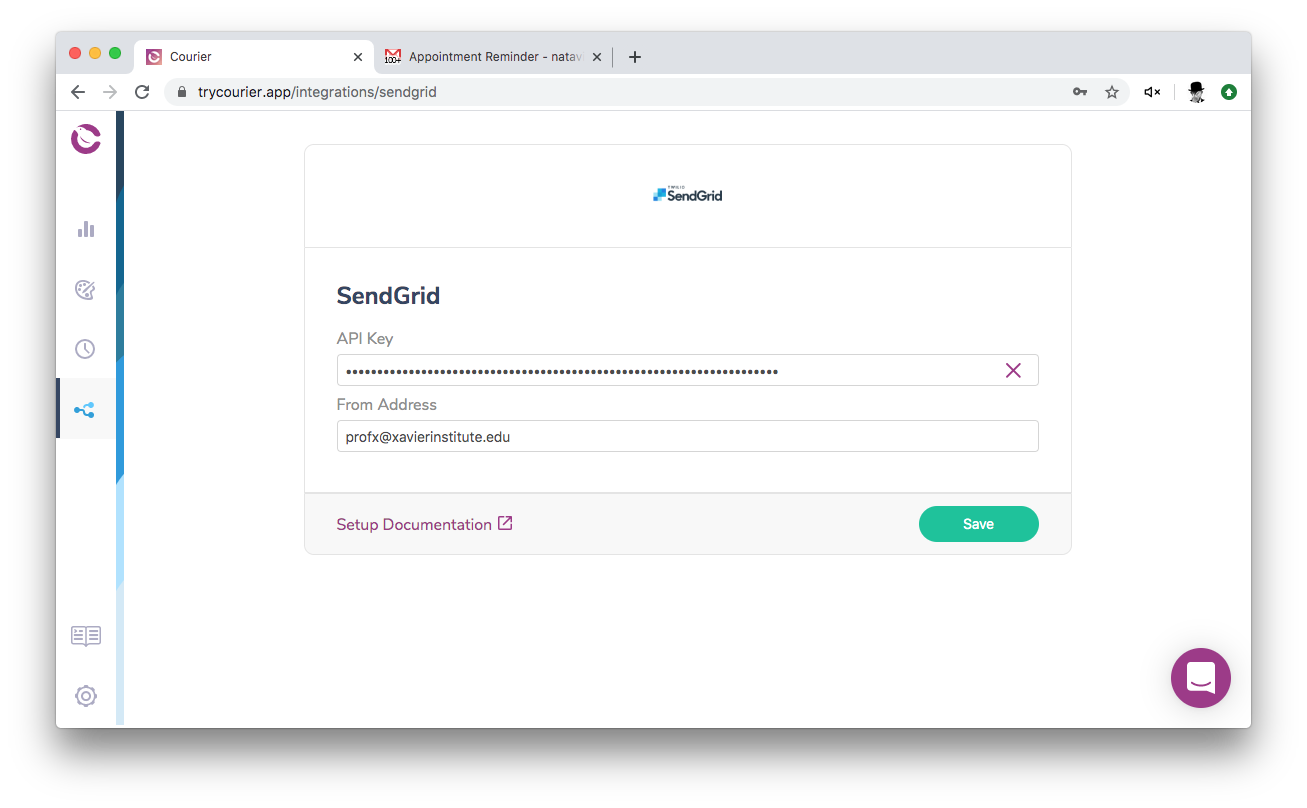 Courier
Appointment Reminder - natav
100+
trycourier.app/integrations/sendgrid
TWILIO
SendGrid
SendGrid
API Key
From Address
profx@xavierinstitute.edu
Setup Documentation
Save